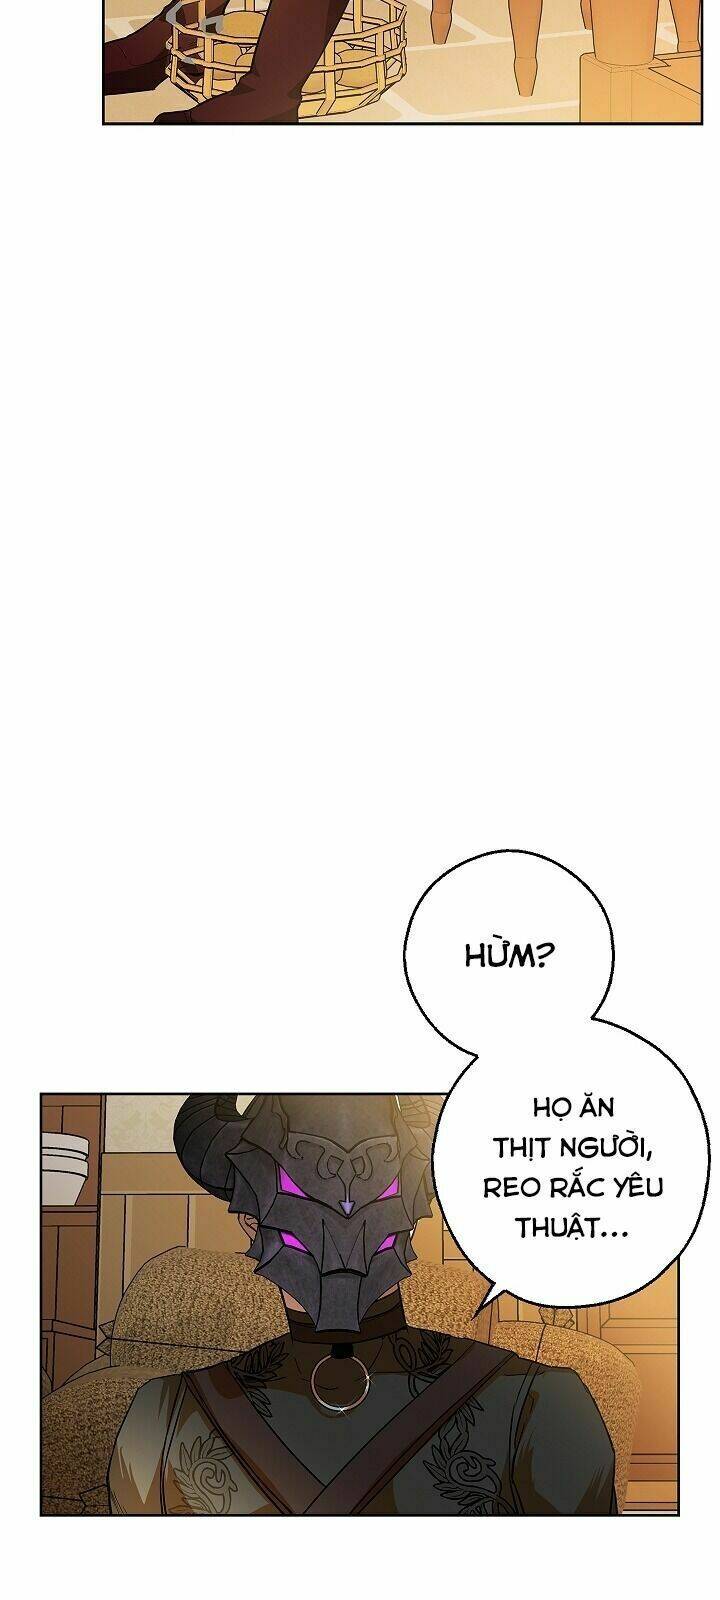 HỪM?
HỌ ĂN
THỊT NGƯỜI,
REO RẮC YÊU
THUẬT...